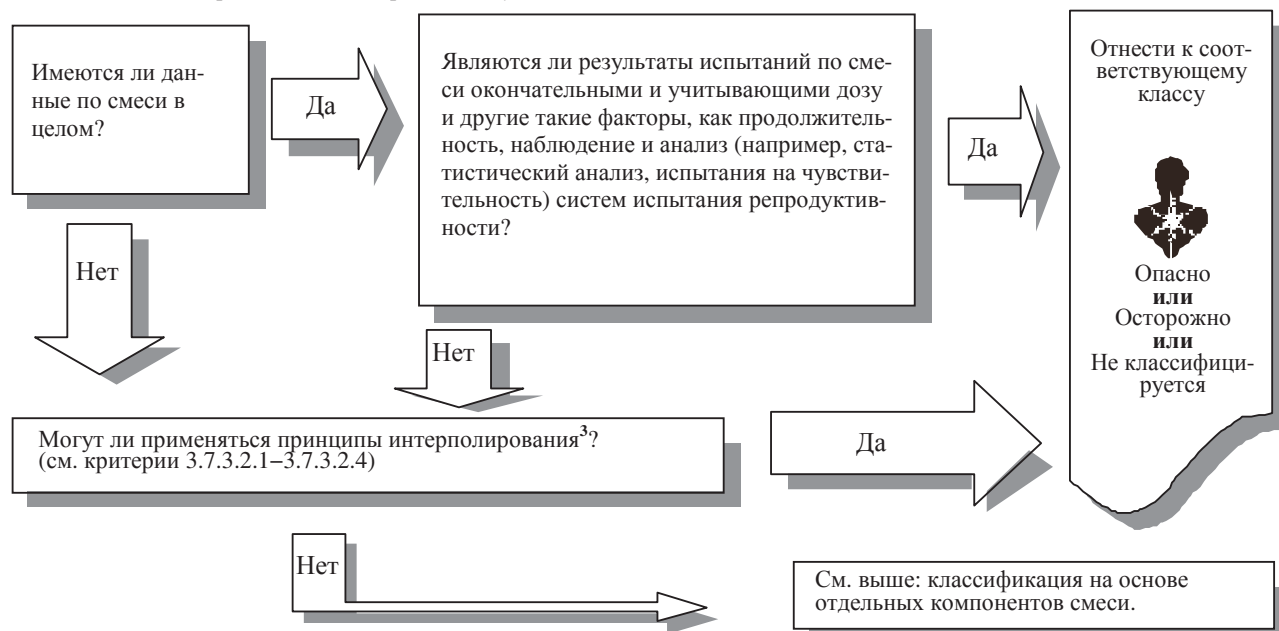 Имеются ли дан-
ные по смеси в
целом?
Да
Являются ли результаты испытаний по сме-
си окончательными и учитывающими дозу
и другие такие факторы, как продолжитель-
ность, наблюдение и анализ (например, ста-
тистический анализ, испытания на чувстви-
тельность) систем испытания репродуктив-
ности?
Да
Отнести к соот-
ветствующему
классу
Опасно
или
Осторожно
или
Не классифици-
руется
Нет
Нет
Могут ли применяться принципы интерполирования³?
(см. критерии 3.7.3.2.1–3.7.3.2.4)
Да
Нет
См. выше: классификация на основе
отдельных компонентов смеси.